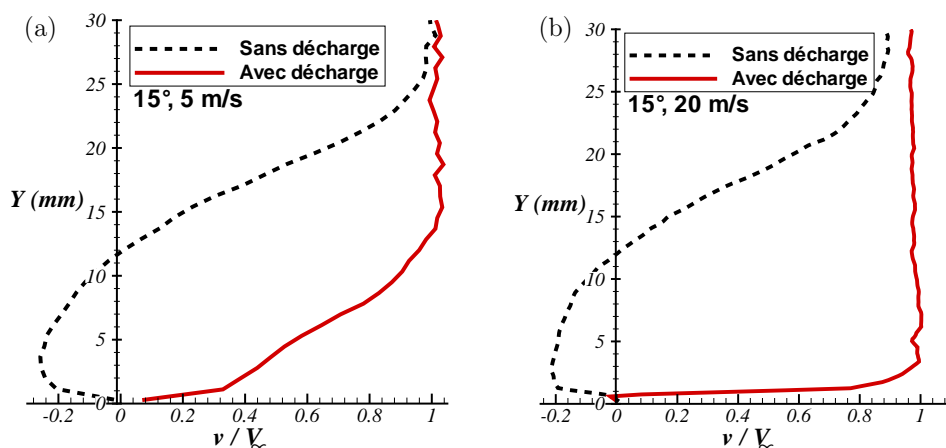 (a)
30
Sans décharge
Avec décharge
25
15°, 5 m/s
20
Y (mm)
15
10
5
0
-0.2 0 0.2 0.4 0.6 0.8 1
v / V∞
(b)
30
Sans décharge
Avec décharge
25
15°, 20 m/s
20
Y (mm)
15
10
5
0
-0.2 0 0.2 0.4 0.6 0.8 1
v / V∞